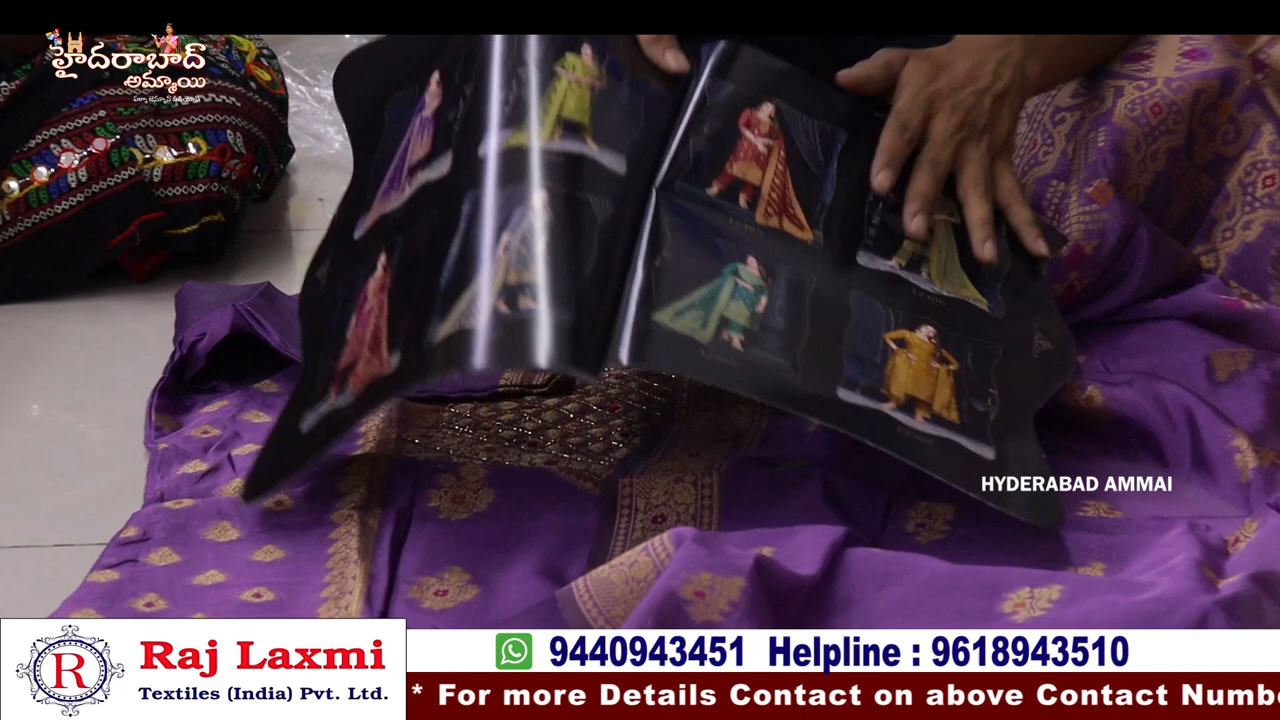 హైదరాబాద్
అమ్మాయి
HYDERABAD AMMAI
R
Raj Laxmi
Textiles (India) Pvt. Ltd.
9440943451 Helpline : 9618943510
* For more Details Contact on above Contact Numbe